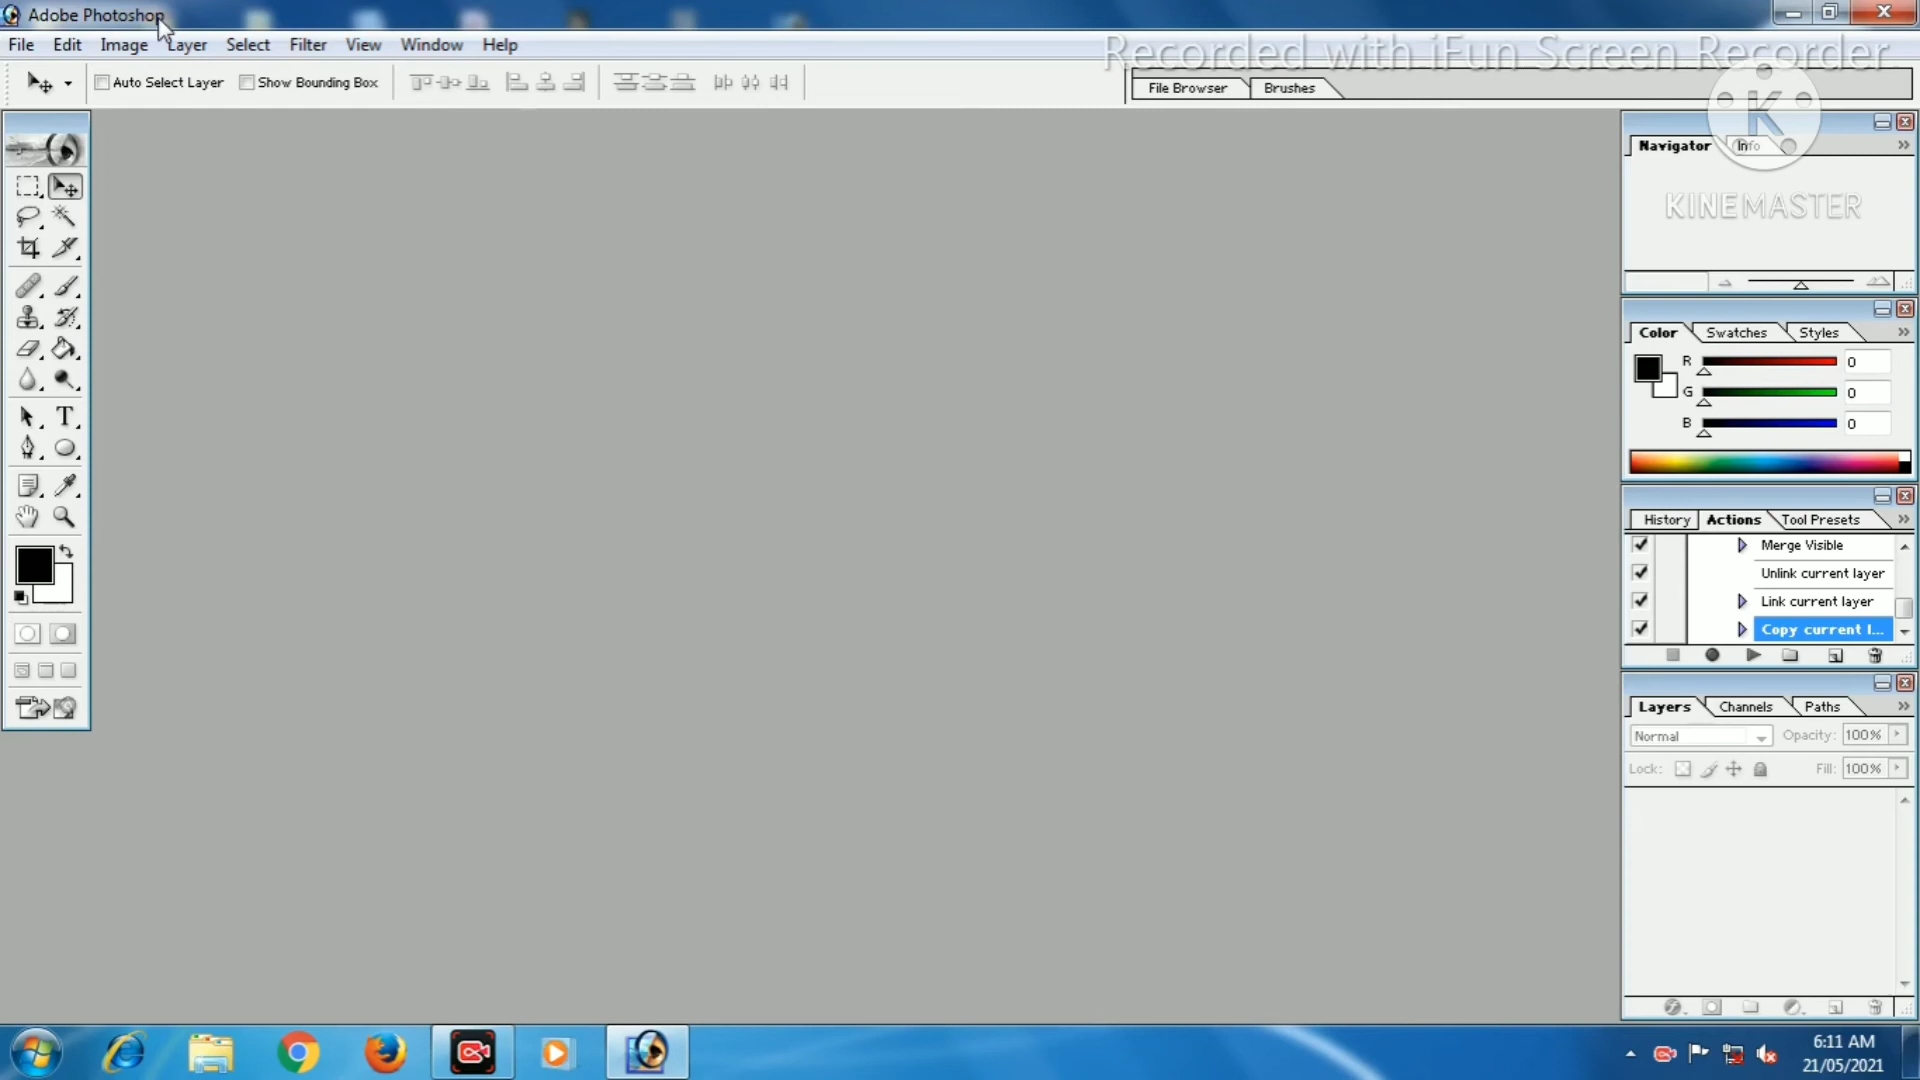 Adobe Photoshop
File Edit Image Layer Select Filter View Window Help
Recorded with iFun Screen Recorder
Auto Select Layer Show Bounding Box
File Browser Brushes
K
Navigator Info
KINEMASTER
Color Swatches Styles
R 0
G 0
B 0
History Actions Tool Presets
Merge Visible
Unlink current layer
Link current layer
Copy current l...
T
Layers Channels Paths
Normal Opacity: 100%
Lock: Fill: 100%
6:11 AM
21/05/2021